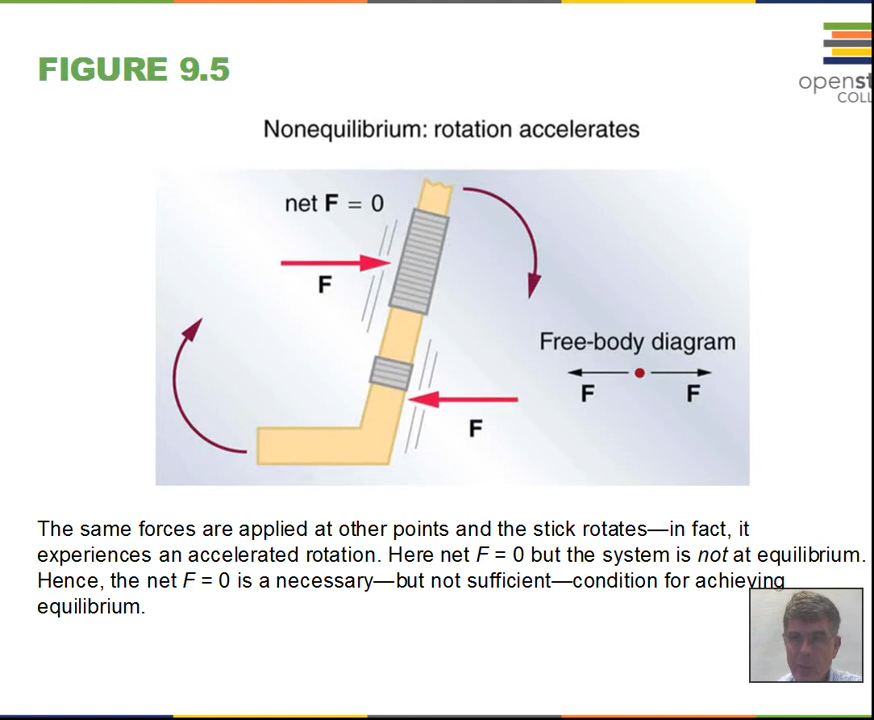 FIGURE 9.5
openst
COLL
Nonequilibrium: rotation accelerates
net F = 0
F
Free-body diagram
F F
F
The same forces are applied at other points and the stick rotates—in fact, it
experiences an accelerated rotation. Here net F = 0 but the system is not at equilibrium.
Hence, the net F = 0 is a necessary—but not sufficient—condition for achieving
equilibrium.